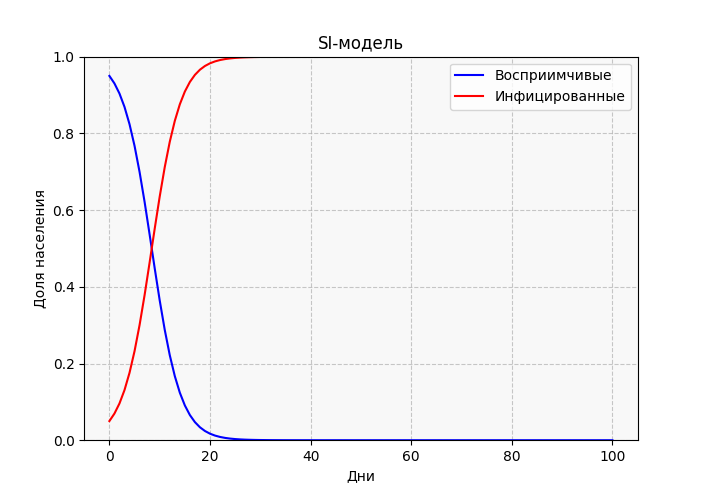 SI-модель
Восприимчивые
Инфицированные
Доля населения
1.0
0.8
0.6
0.4
0.2
0.0
0 20 40 60 80 100
Дни